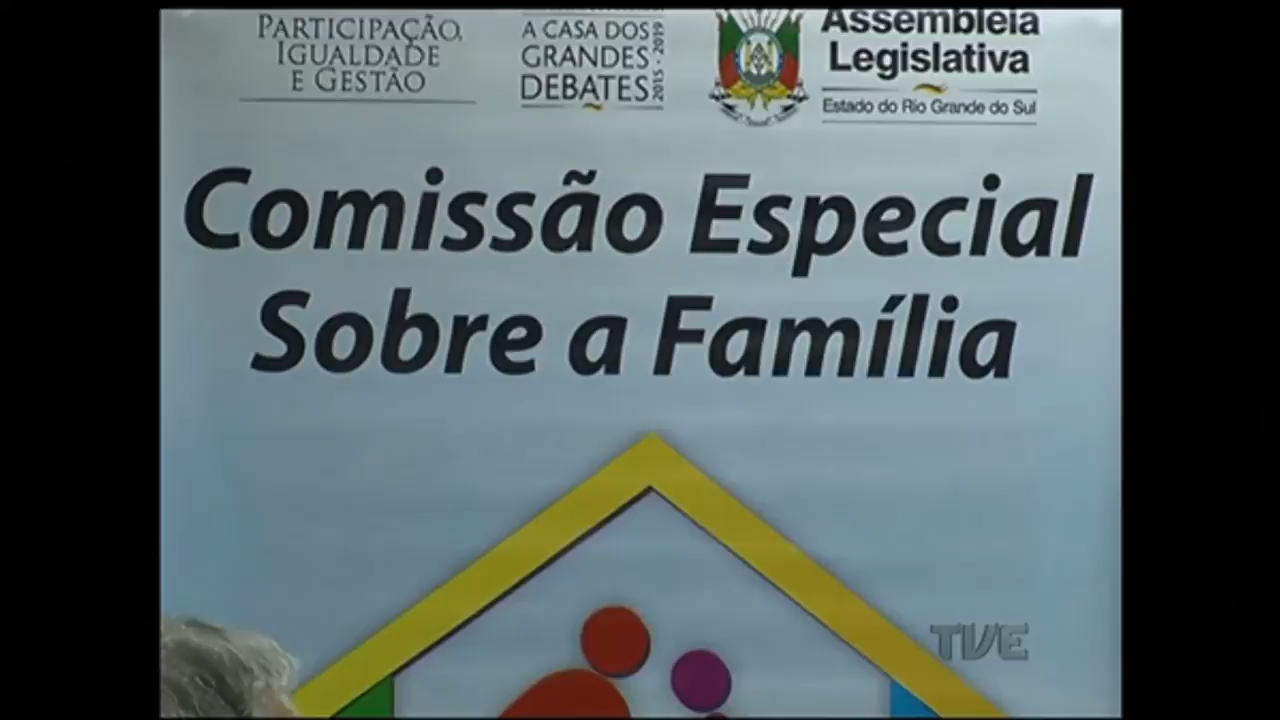 PARTICIPAÇÃO,
IGUALDADE
E GESTÃO
A CASA DOS
GRANDES
DEBATES
2015 - 2019
Assembleia
Legislativa
Estado do Rio Grande do Sul
Comissão Especial
Sobre a Família
TVE